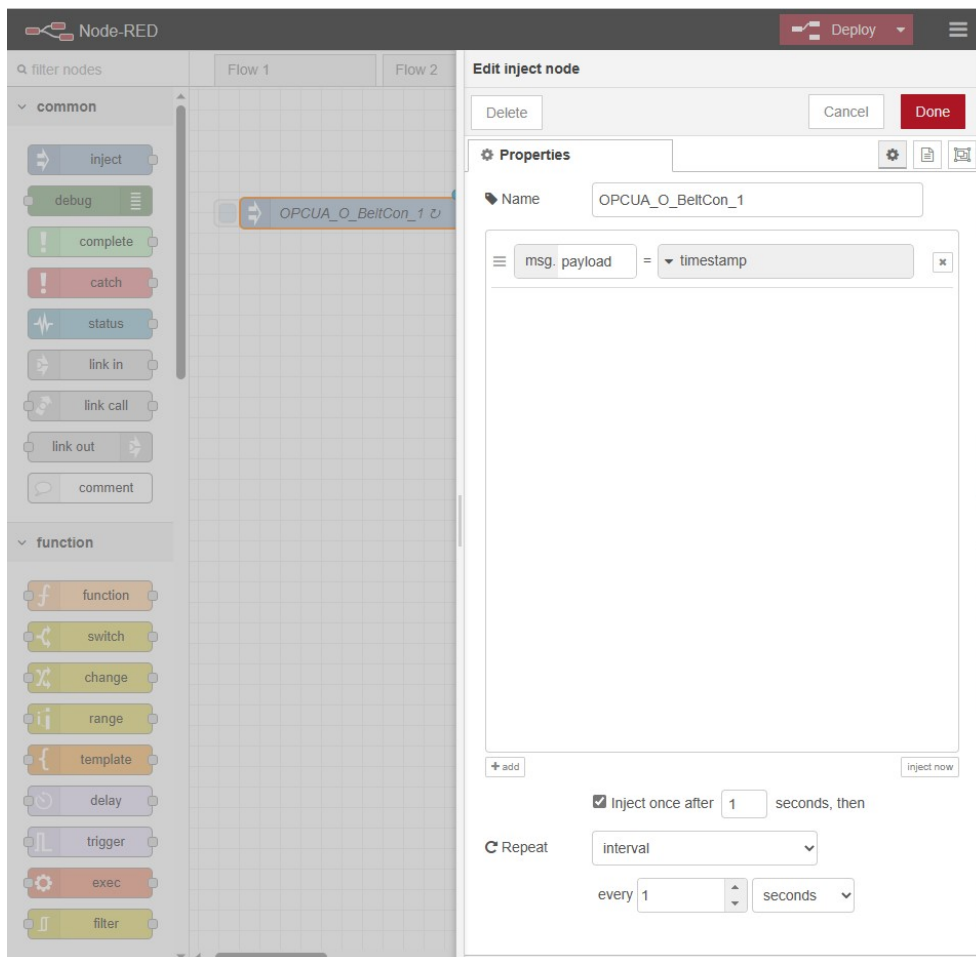 Node-RED
Deploy
filter nodes
Flow 1
Flow 2
common
inject
debug
complete
catch
status
link in
link call
link out
comment
function
function
switch
change
range
template
delay
trigger
exec
filter
OPCUA_O_BeltCon_1 ↻
Edit inject node
Delete
Cancel
Done
Properties
Name
OPCUA_O_BeltCon_1
msg. payload = timestamp
add
inject now
Inject once after 1 seconds, then
Repeat
interval
every 1 seconds